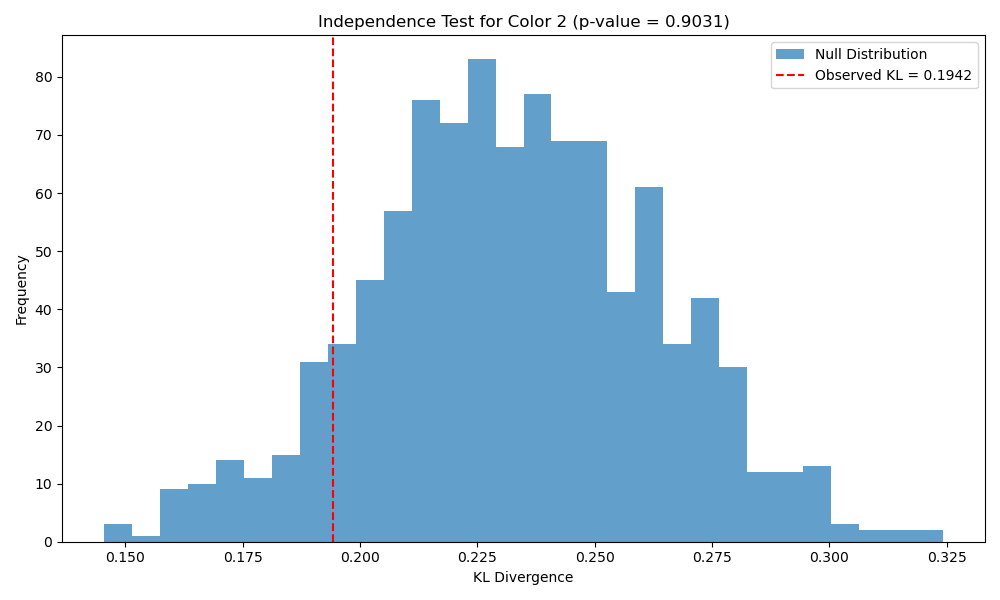 Independence Test for Color 2 (p-value = 0.9031)
Null Distribution
Observed KL = 0.1942
Frequency
80
70
60
50
40
30
20
10
0
0.150 0.175 0.200 0.225 0.250 0.275 0.300 0.325
KL Divergence